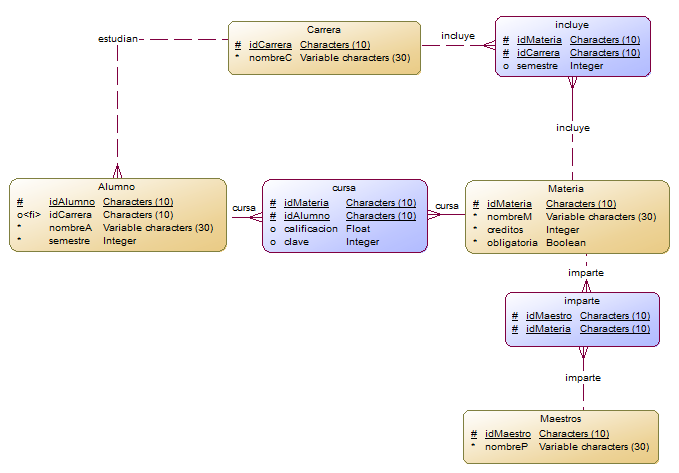 Carrera
# idCarrera Characters (10)
* nombreC Variable characters (30)
incluye
# idMateria Characters (10)
# idCarrera Characters (10)
o semestre Integer
estudian
incluye
incluye
Alumno
# idAlumno Characters (10)
o<fi> idCarrera Characters (10)
* nombreA Variable characters (30)
* semestre Integer
cursa
cursa
# idMateria Characters (10)
# idAlumno Characters (10)
o calificacion Float
o clave Integer
cursa
Materia
# idMateria Characters (10)
* nombreM Variable characters (30)
* creditos Integer
* obligatoria Boolean
imparte
imparte
# idMaestro Characters (10)
# idMateria Characters (10)
imparte
Maestros
# idMaestro Characters (10)
* nombreP Variable characters (30)